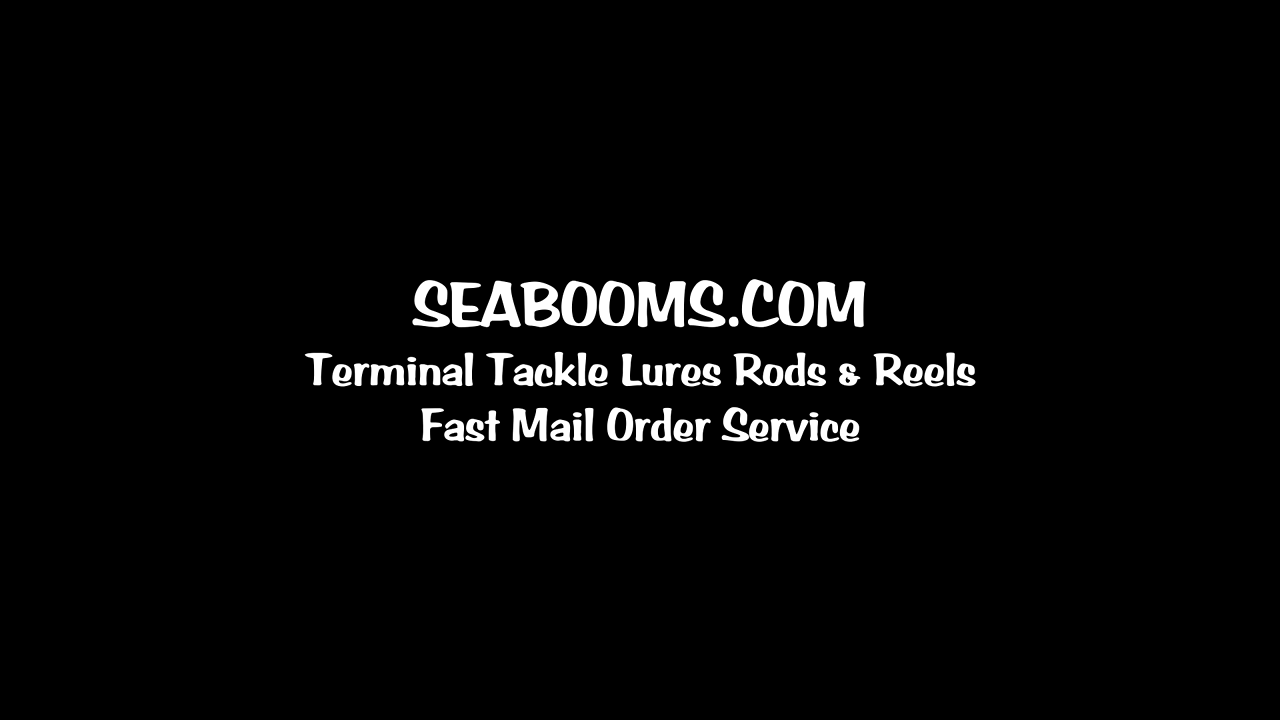 SEABOOMS.COM
Terminal Tackle Lures Rods & Reels
Fast Mail Order Service